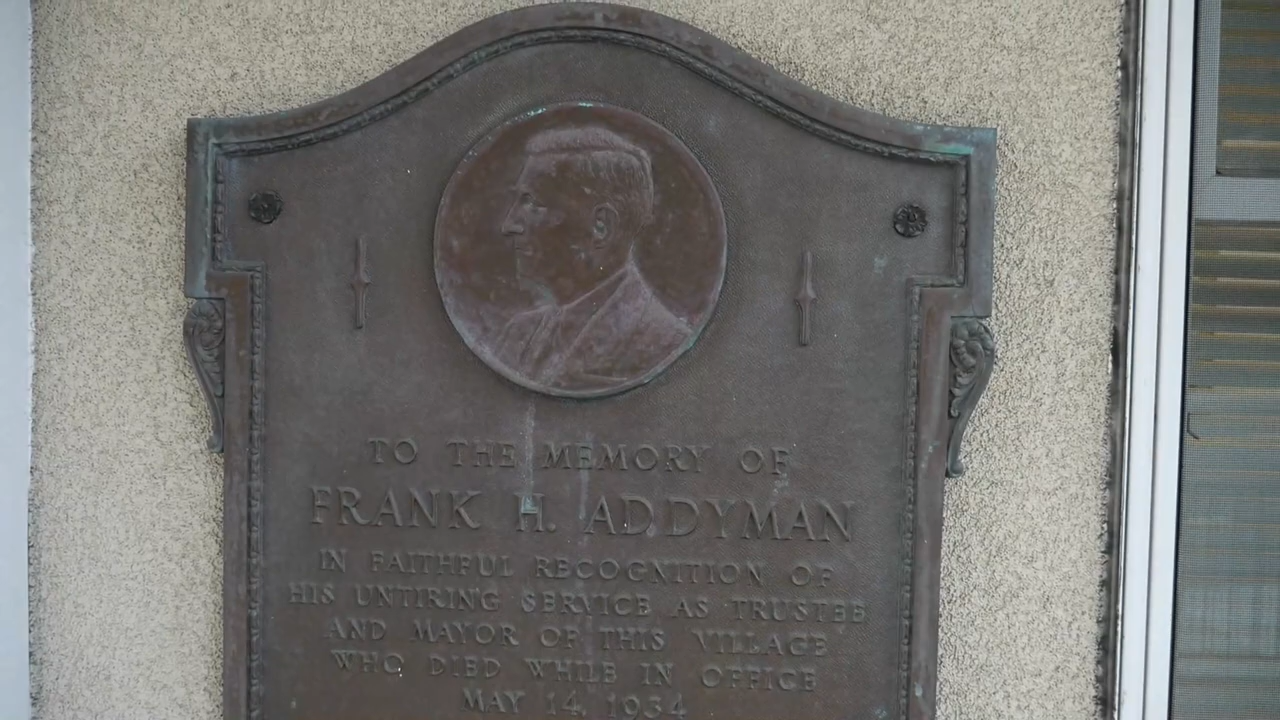 TO THE MEMORY OF
FRANK H. ADDYMAN
IN FAITHFUL RECOGNITION OF
HIS UNTIRING SERVICE AS TRUSTEE
AND MAYOR OF THIS VILLAGE
WHO DIED WHILE IN OFFICE
MAY 14, 1934